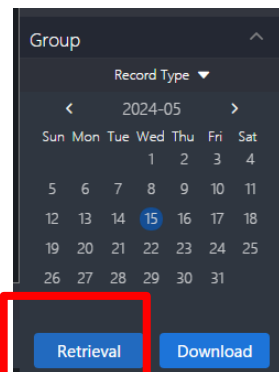 Group
Record Type
2024-05
Sun Mon Tue Wed Thu Fri Sat
1 2 3 4
5 6 7 8 9 10 11
12 13 14 15 16 17 18
19 20 21 22 23 24 25
26 27 28 29 30 31
Retrieval Download